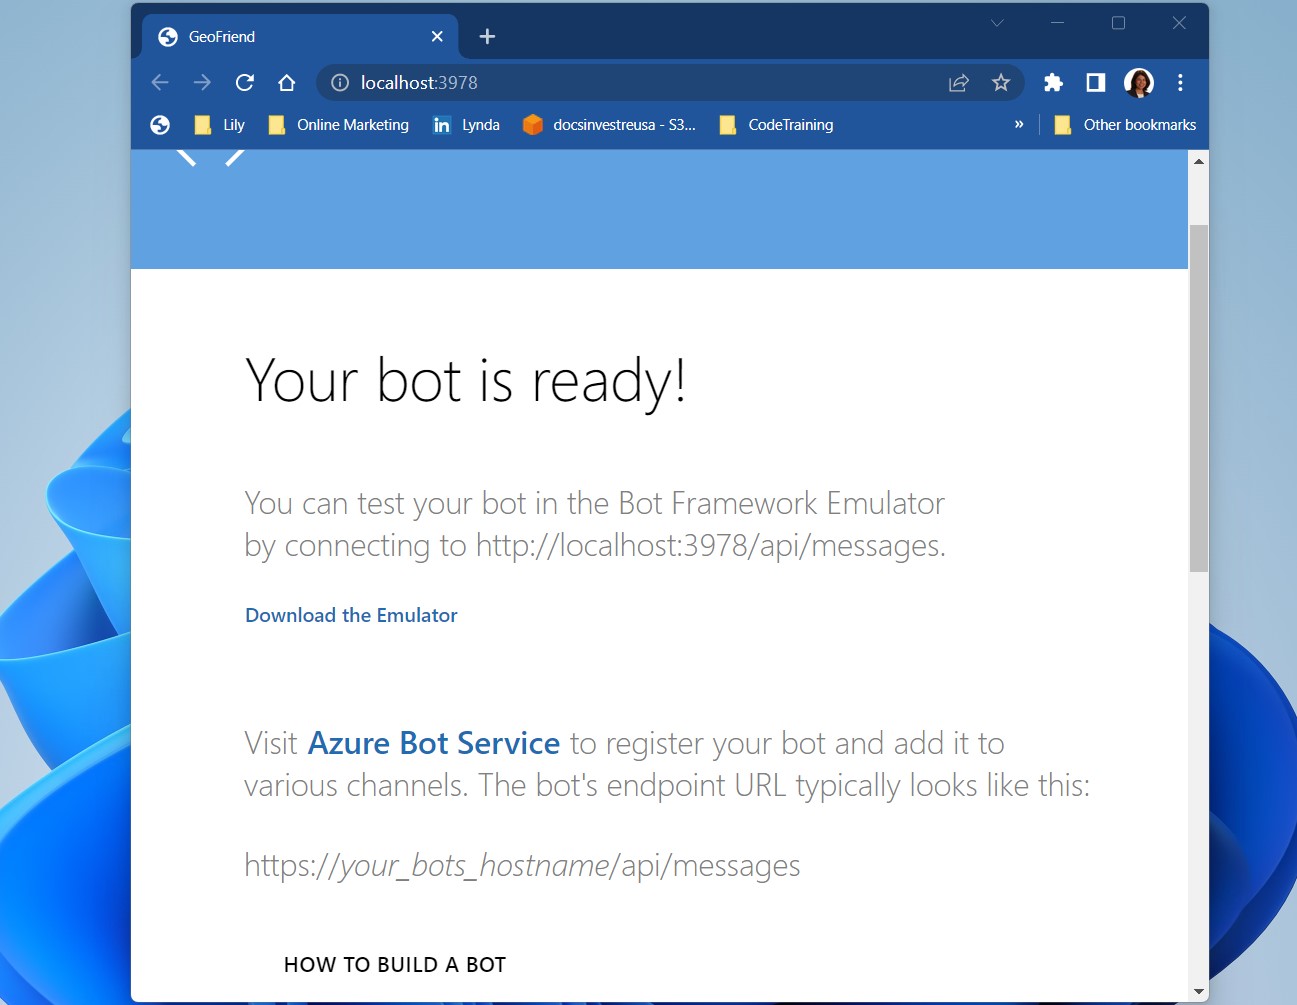 GeoFriend
localhost:3978
Lily
Online Marketing
in
Lynda
docsinvestreusa - S3...
CodeTraining
»
Other bookmarks
Your bot is ready!
You can test your bot in the Bot Framework Emulator
by connecting to http://localhost:3978/api/messages.
Download the Emulator
Visit Azure Bot Service to register your bot and add it to
various channels. The bot's endpoint URL typically looks like this:
https://your_bots_hostname/api/messages
HOW TO BUILD A BOT